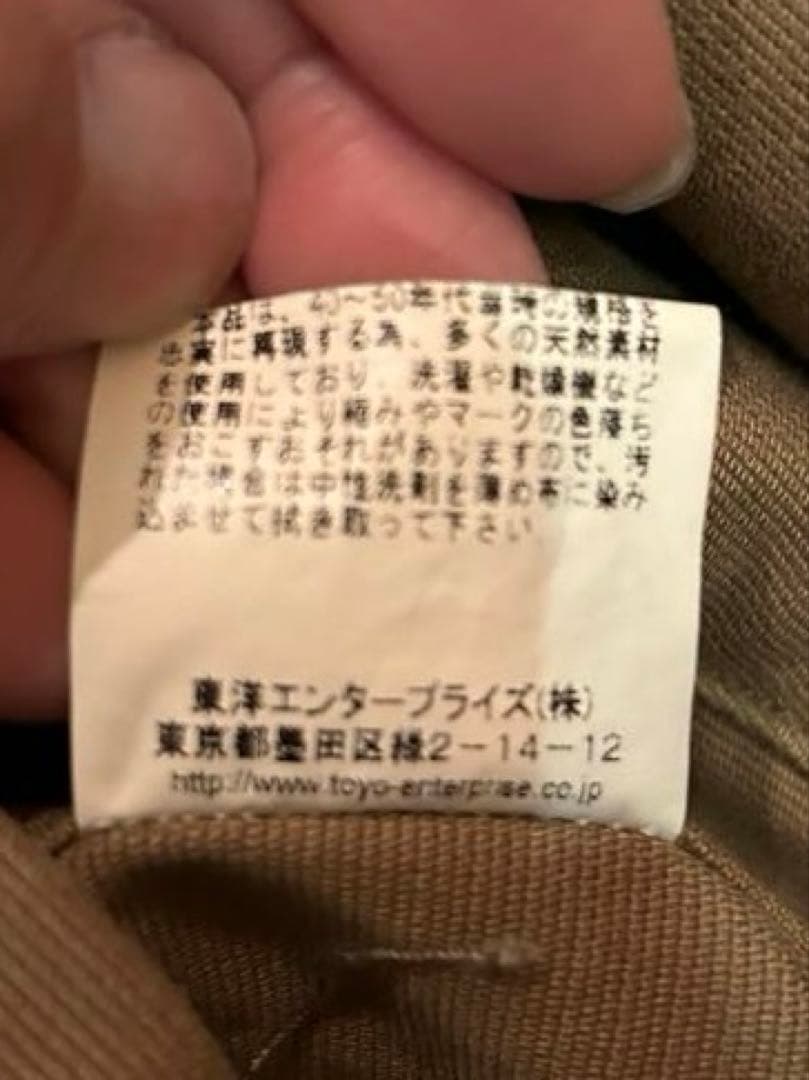 本品は、40〜50年代当時の規格を
忠実に再現する為、多くの天然素材
を使用しており、洗濯や乾燥機など
の使用により縮みやマークの色落ち
をおこすおそれがありますので、汚
れた場合は中性洗剤を薄め布に染み
込ませて拭き取って下さい
東洋エンタープライズ(株)
東京都墨田区緑2-14-12
http://www.toyo-enterprise.co.jp